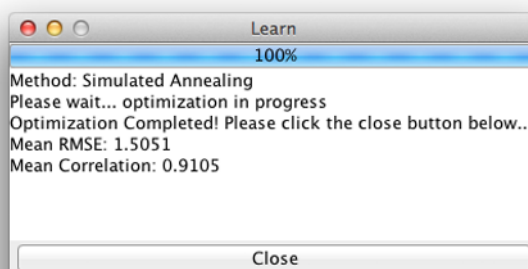 Learn
100%
Method: Simulated Annealing
Please wait... optimization in progress
Optimization Completed! Please click the close button below...
Mean RMSE: 1.5051
Mean Correlation: 0.9105
Close